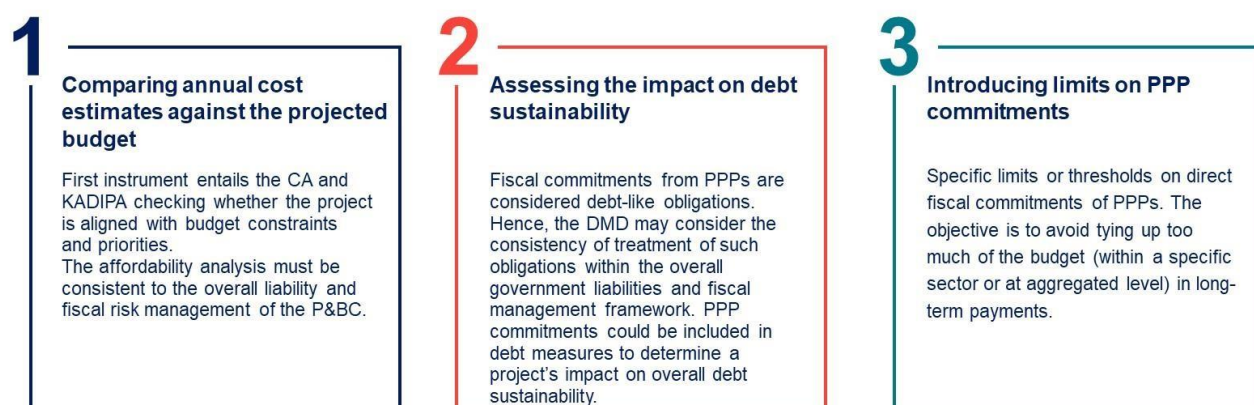 1
Comparing annual cost
estimates against the projected
budget
First instrument entails the CA and
KADIPA checking whether the project
is aligned with budget constraints
and priorities.
The affordability analysis must be
consistent to the overall liability and
fiscal risk management of the P&BC.
2
Assessing the impact on debt
sustainability
Fiscal commitments from PPPs are
considered debt-like obligations.
Hence, the DMD may consider the
consistency of treatment of such
obligations within the overall
government liabilities and fiscal
management framework. PPP
commitments could be included in
debt measures to determine a
project's impact on overall debt
sustainability.
3
Introducing limits on PPP
commitments
Specific limits or thresholds on direct
fiscal commitments of PPPs. The
objective is to avoid tying up too
much of the budget (within a specific
sector or at aggregated level) in long-
term payments.